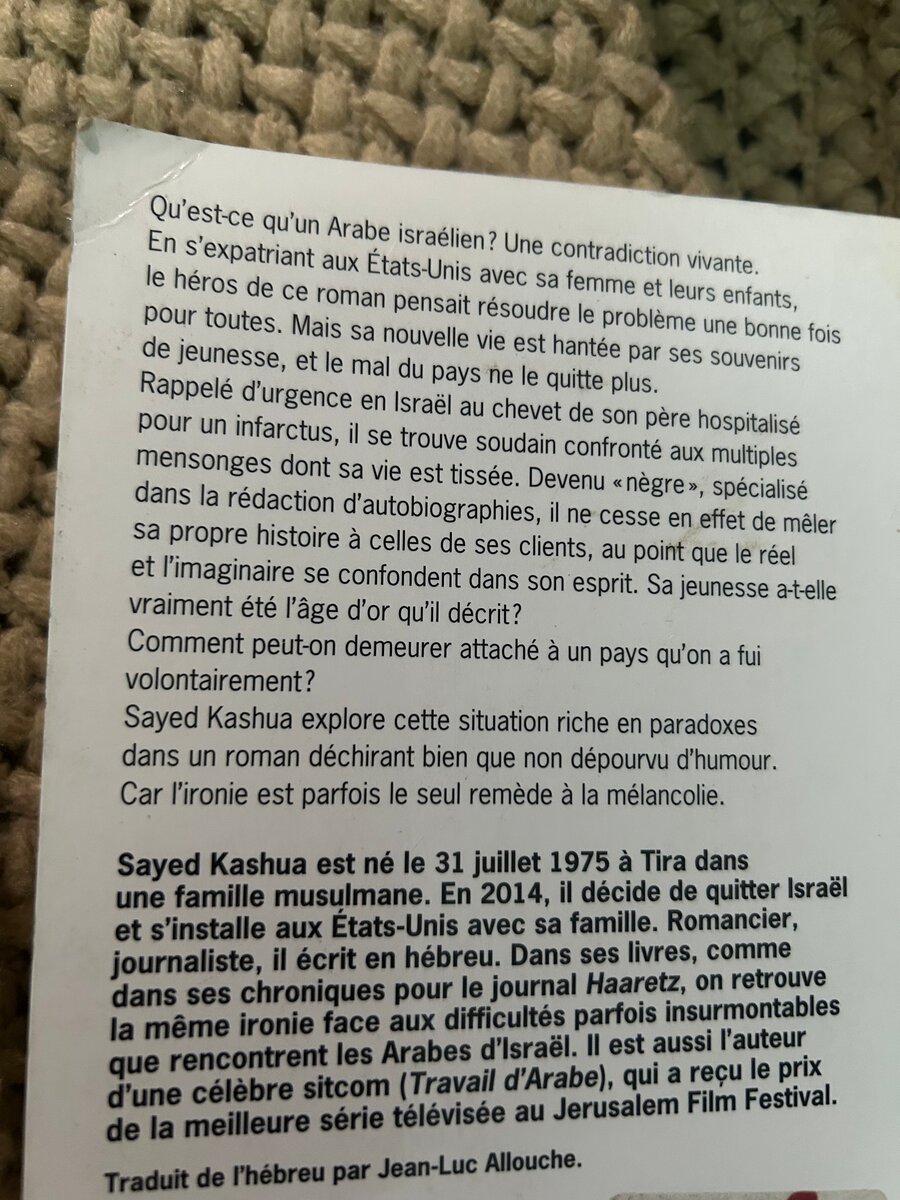 Qu'est-ce qu'un Arabe israélien ? Une contradiction vivante.
En s'expatriant aux États-Unis avec sa femme et leurs enfants,
le héros de ce roman pensait résoudre le problème une bonne fois
pour toutes. Mais sa nouvelle vie est hantée par ses souvenirs
de jeunesse, et le mal du pays ne le quitte plus.
Rappelé d'urgence en Israël au chevet de son père hospitalisé
pour un infarctus, il se trouve soudain confronté aux multiples
mensonges dont sa vie est tissée. Devenu « nègre », spécialisé
dans la rédaction d'autobiographies, il ne cesse en effet de mêler
sa propre histoire à celles de ses clients, au point que le réel
et l'imaginaire se confondent dans son esprit. Sa jeunesse a-t-elle
vraiment été l'âge d'or qu'il décrit ?
Comment peut-on demeurer attaché à un pays qu'on a fui
volontairement ?
Sayed Kashua explore cette situation riche en paradoxes
dans un roman déchirant bien que non dépourvu d'humour.
Car l'ironie est parfois le seul remède à la mélancolie.
Sayed Kashua est né le 31 juillet 1975 à Tira dans
une famille musulmane. En 2014, il décide de quitter Israël
et s'installe aux États-Unis avec sa famille. Romancier,
journaliste, il écrit en hébreu. Dans ses livres, comme
dans ses chroniques pour le journal Haaretz, on retrouve
la même ironie face aux difficultés parfois insurmontables
que rencontrent les Arabes d'Israël. Il est aussi l'auteur
d'une célèbre sitcom (Travail d'Arabe), qui a reçu le prix
de la meilleure série télévisée au Jerusalem Film Festival.
Traduit de l'hébreu par Jean-Luc Allouche.